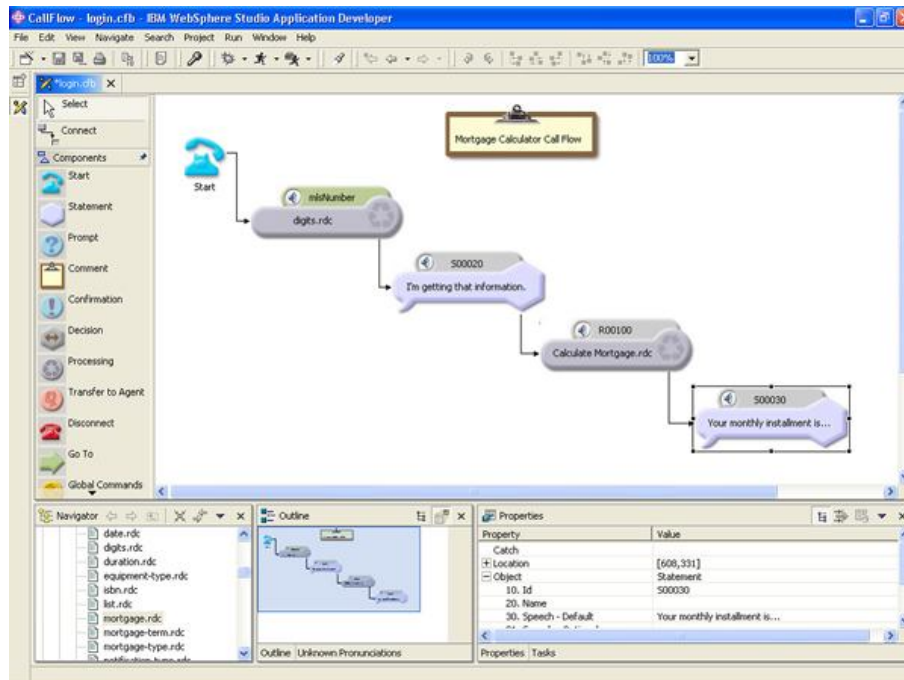 CallFlow - login.cfb - IBM WebSphere Studio Application Developer
File Edit View Navigate Search Project Run Window Help
100%
*login.cfb
Select
Connect
Components
Start
Statement
Prompt
Comment
Confirmation
Decision
Processing
Transfer to Agent
Disconnect
Go To
Global Commands
Mortgage Calculator Call Flow
Start
misNumber
digits.rdc
S00020
I'm getting that information.
R00100
Calculate Mortgage.rdc
S00030
Your monthly installment is...
Navigator
date.rdc
digits.rdc
duration.rdc
equipment-type.rdc
isbn.rdc
list.rdc
mortgage.rdc
mortgage-term.rdc
mortgage-type.rdc
Outline
Outline Unknown Pronunciations
Properties
Property Value
Catch
Location [608,331]
Object Statement
10. Id S00030
20. Name
30. Speech - Default Your monthly installment is...
Properties Tasks